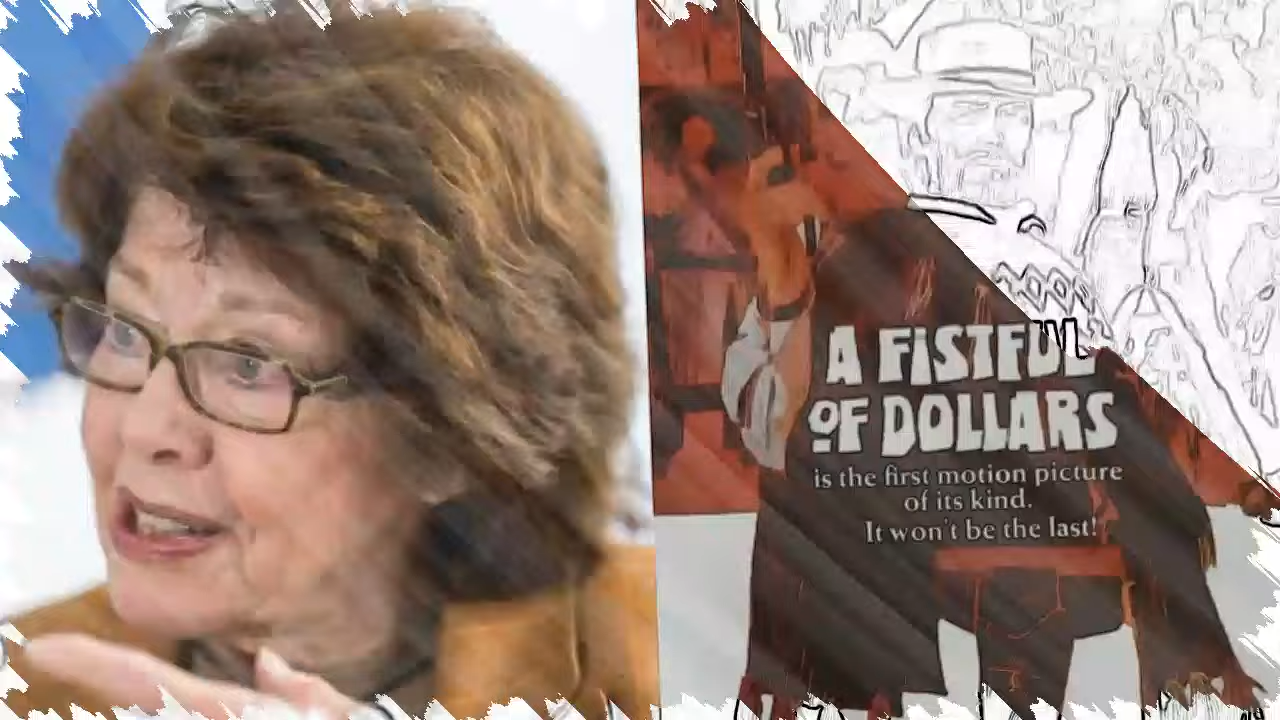 A FISTFUL
OF DOLLARS
is the first motion picture
of its kind.
It won't be the last!